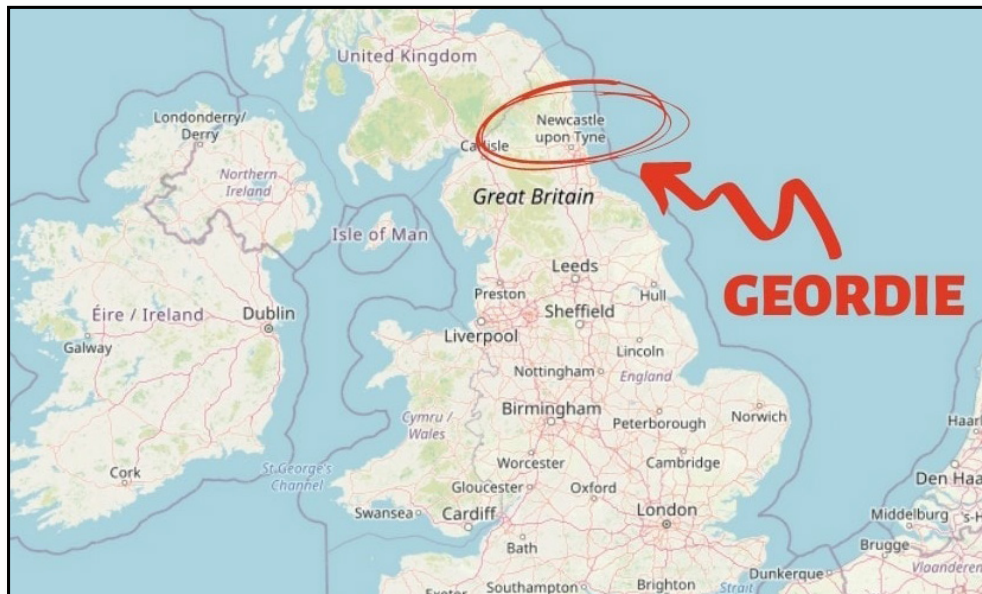 United Kingdom
Londonderry/
Derry
Newcastle
upon Tyne
Carlisle
Northern
Ireland
Great Britain
Isle of Man
GEORDIE
Leeds
Preston
Hull
Éire / Ireland
Dublin
Sheffield
Liverpool
Galway
Lincoln
Nottingham
England
Birmingham
Norwich
Cymru /
Wales
Peterborough
Haar
Worcester
Cambridge
Cork
St George's
Channel
Gloucester
Oxford
Den Haa
Swansea
Cardiff
London
Middelburg
's-H
Bath
Brugge
Dunkerque
Vlaanderen
Exeter
Southampton
Brighton
Strait